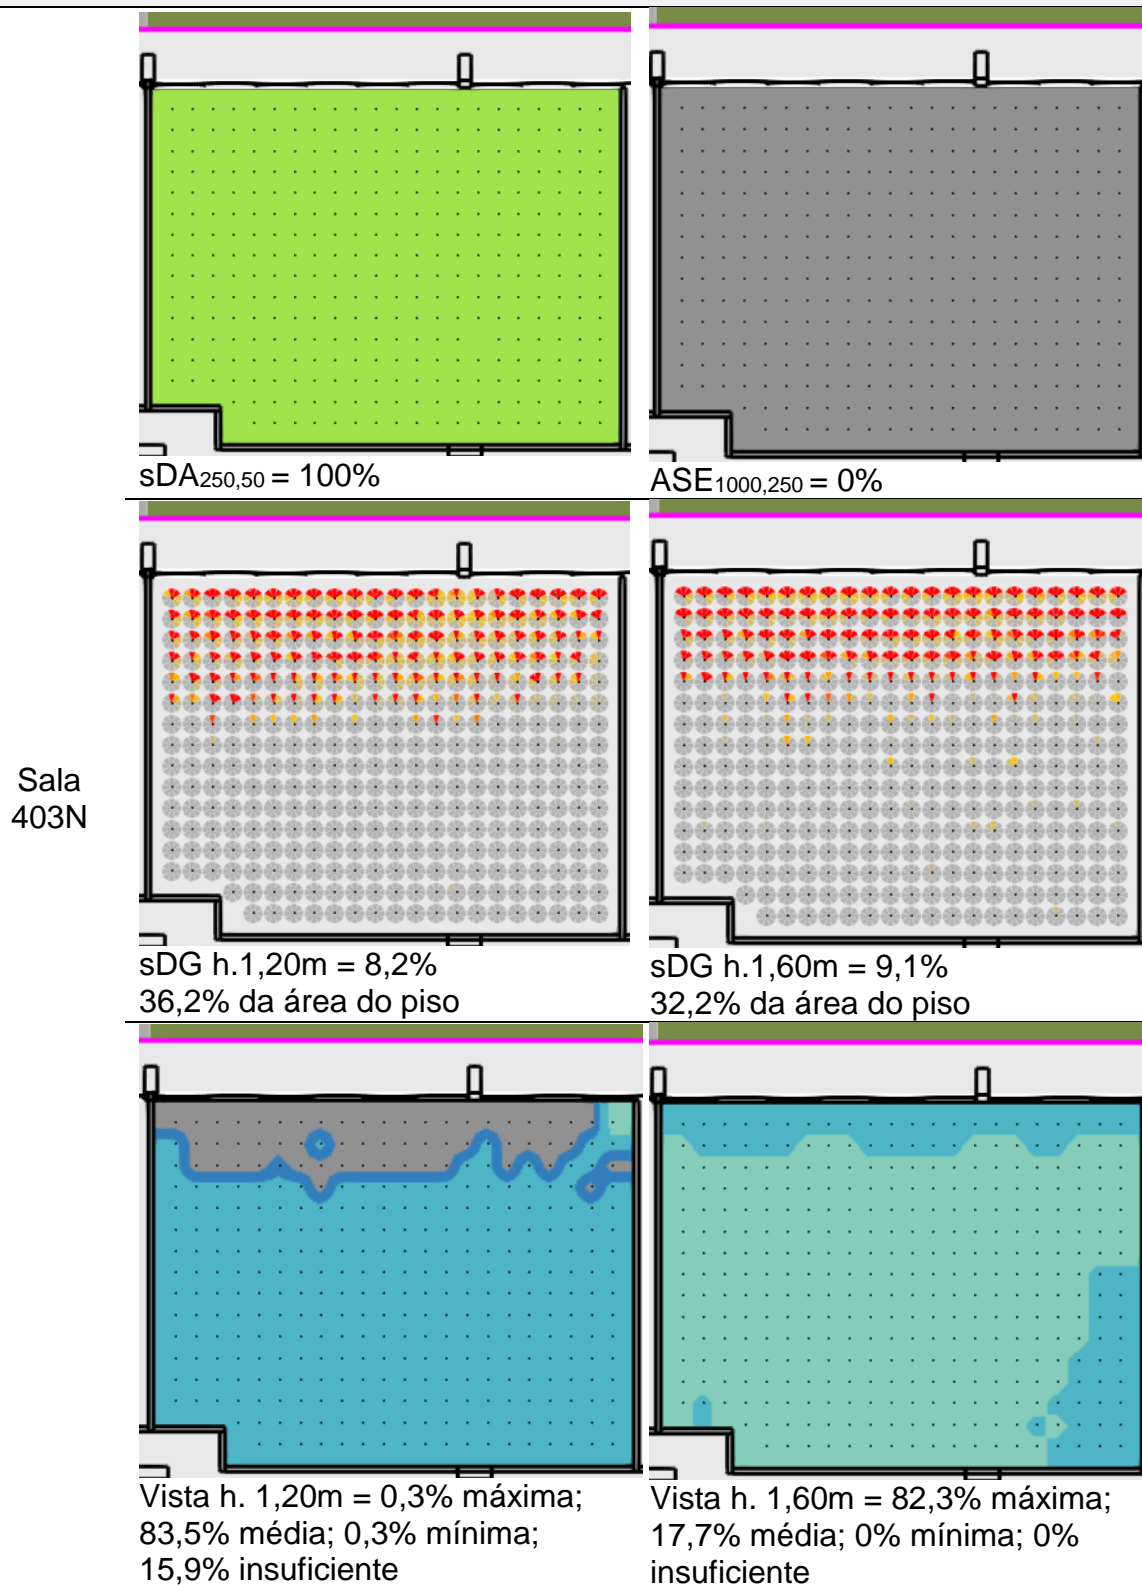 sDA250,50 = 100%
ASE1000,250 = 0%
Sala
403N
sDG h.1,20m = 8,2%
36,2% da área do piso
sDG h.1,60m = 9,1%
32,2% da área do piso
Vista h. 1,20m = 0,3% máxima;
83,5% média; 0,3% mínima;
15,9% insuficiente
Vista h. 1,60m = 82,3% máxima;
17,7% média; 0% mínima; 0%
insuficiente